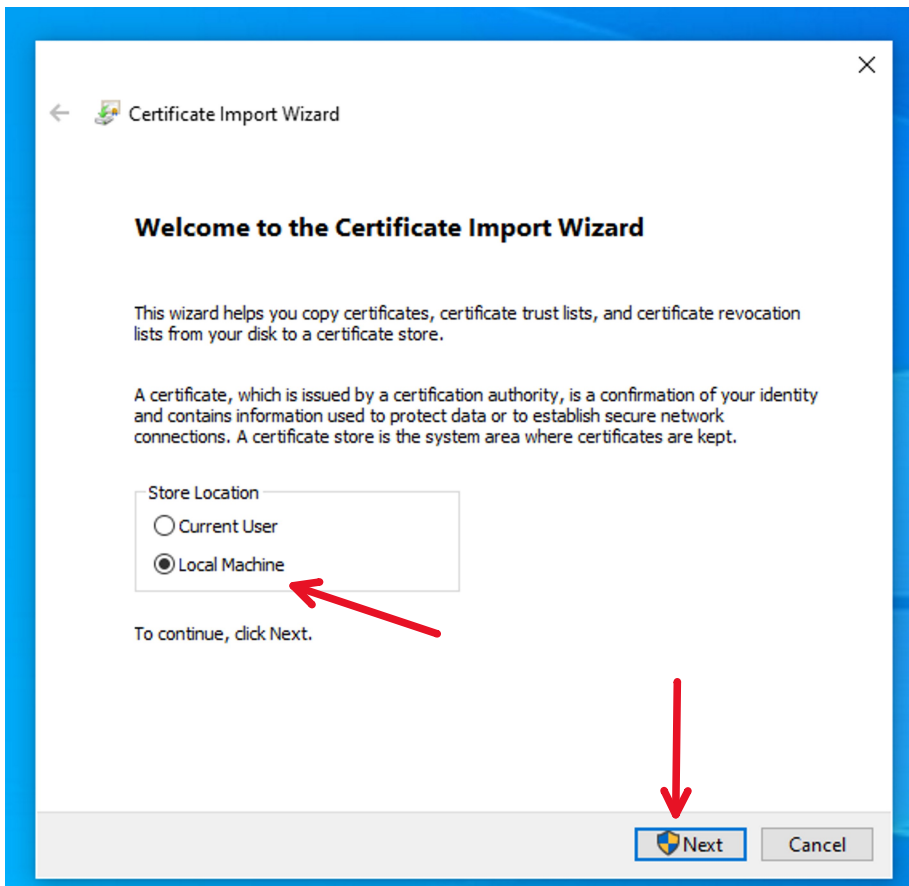 Certificate Import Wizard
Welcome to the Certificate Import Wizard
This wizard helps you copy certificates, certificate trust lists, and certificate revocation
lists from your disk to a certificate store.
A certificate, which is issued by a certification authority, is a confirmation of your identity
and contains information used to protect data or to establish secure network
connections. A certificate store is the system area where certificates are kept.
Store Location
Current User
Local Machine
To continue, click Next.
Next
Cancel